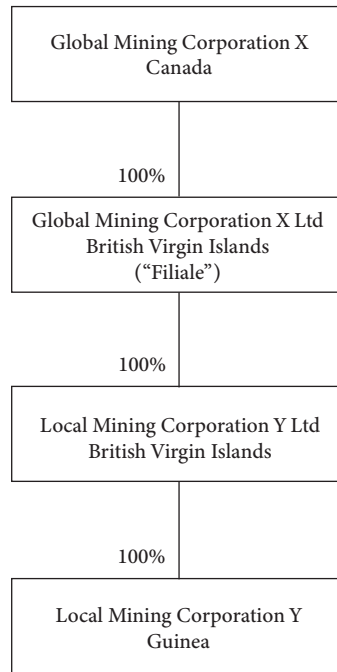 Global Mining Corporation X
Canada
100%
Global Mining Corporation X Ltd
British Virgin Islands
(“Filiale”)
100%
Local Mining Corporation Y Ltd
British Virgin Islands
100%
Local Mining Corporation Y
Guinea